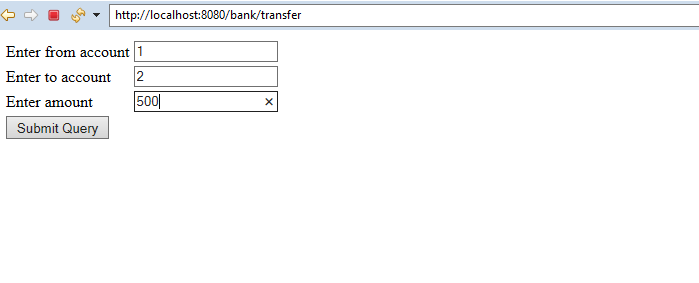 http://localhost:8080/bank/transfer
Enter from account 1
Enter to account 2
Enter amount 500
Submit Query